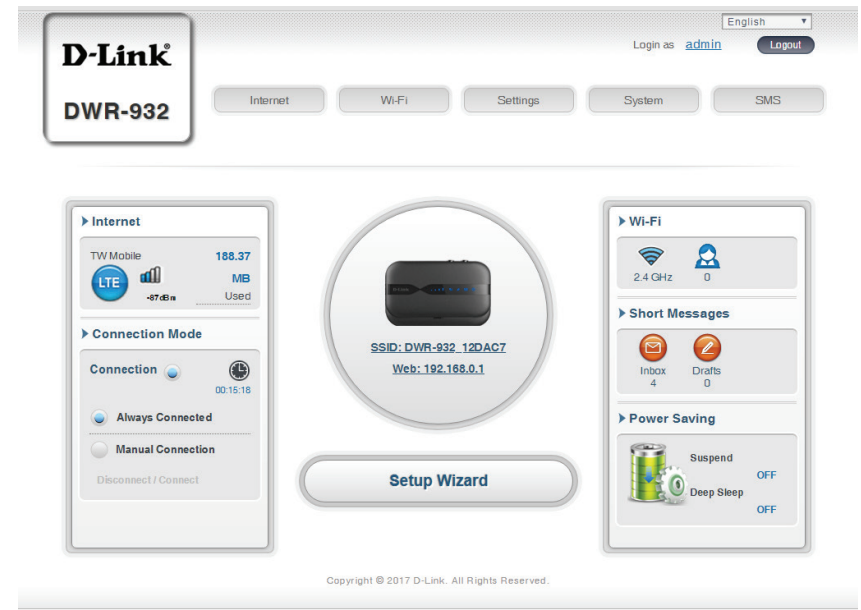 English
Login as admin
Logout
D-Link
DWR-932
Internet
Wi-Fi
Settings
System
SMS
Internet
TW Mobile
188.37
LTE
MB
-87dBm
Used
Connection Mode
Connection
00:15:18
Always Connected
Manual Connection
Disconnect / Connect
D-Link
SSID: DWR-932_12DAC7
Web: 192.168.0.1
Setup Wizard
Wi-Fi
2.4 GHz
0
Short Messages
Inbox
Drafts
4
0
Power Saving
Suspend
OFF
Deep Sleep
OFF
Copyright © 2017 D-Link. All Rights Reserved.